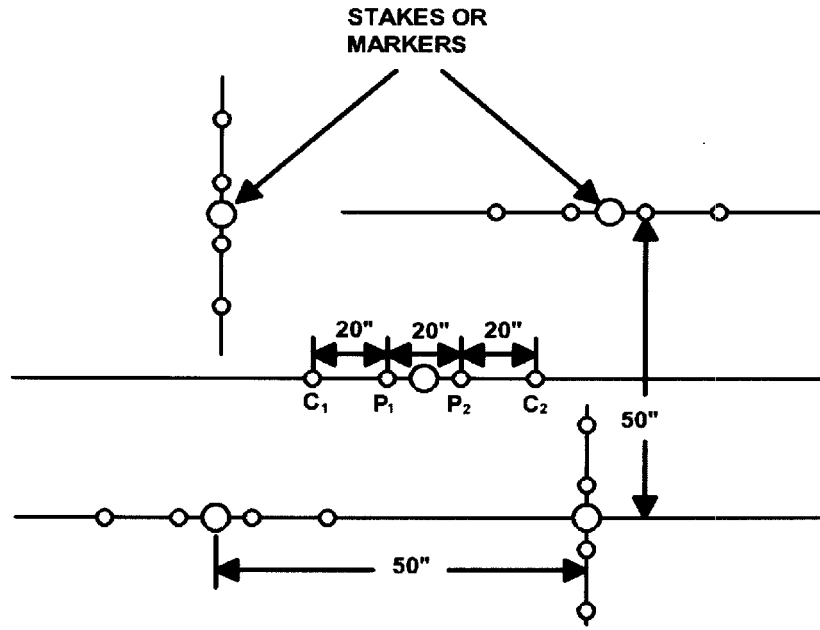 STAKES OR
MARKERS
20" 20" 20"
C₁ P₁ P₂ C₂
50"
50"